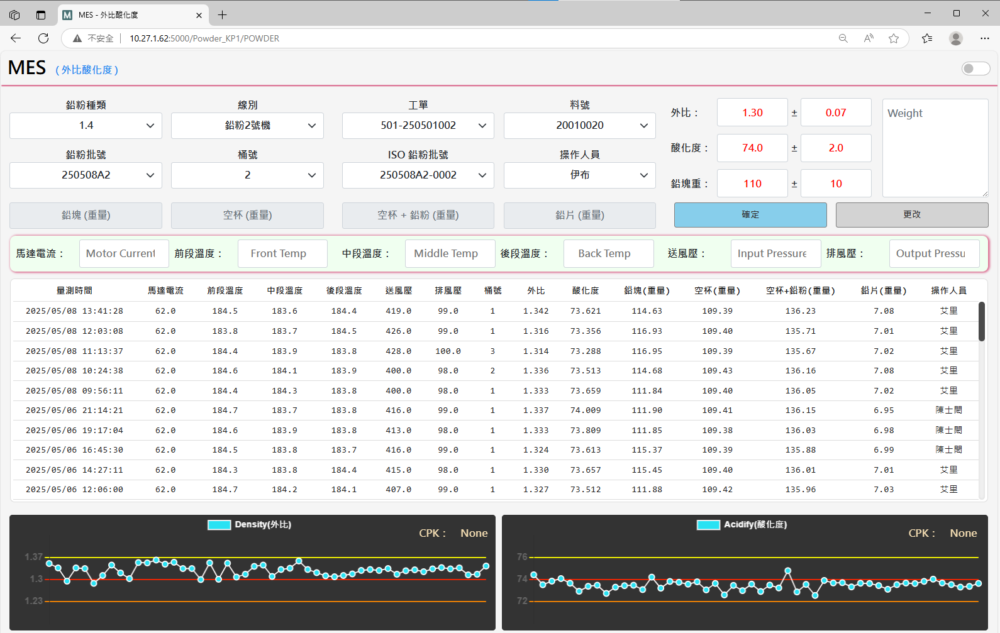 MES - 外比酸化度
不安全 10.27.1.62:5000/Powder_KP1/POWDER
MES ( 外比酸化度 )
鉛粉種類 線別 工單 料號
1.4 鉛粉2號機 501-250501002 20010020
鉛粉批號 桶號 ISO 鉛粉批號 操作人員
250508A2 2 250508A2-0002 伊布
外比： 1.30 ± 0.07
酸化度： 74.0 ± 2.0
鉛塊重： 110 ± 10
Weight
鉛塊 (重量) 空杯 (重量) 空杯 + 鉛粉 (重量) 鉛片 (重量) 確定 更改
馬達電流： Motor Current 前段溫度： Front Temp 中段溫度： Middle Temp 後段溫度： Back Temp 送風壓： Input Pressure 排風壓： Output Pressu
量測時間 馬達電流 前段溫度 中段溫度 後段溫度 送風壓 排風壓 桶號 外比 酸化度 鉛塊(重量) 空杯(重量) 空杯+鉛粉(重量) 鉛片(重量) 操作人員
2025/05/08 13:41:28 62.0 184.5 183.6 184.4 419.0 99.0 1 1.342 73.621 114.63 109.39 136.23 7.08 艾里
2025/05/08 12:03:08 62.0 183.8 183.7 184.5 426.0 99.0 1 1.316 73.356 116.93 109.40 135.71 7.01 艾里
2025/05/08 11:13:37 62.0 184.4 183.9 183.8 428.0 100.0 3 1.314 73.288 116.95 109.39 135.67 7.02 艾里
2025/05/08 10:24:38 62.0 184.6 184.1 183.9 400.0 98.0 2 1.336 73.513 114.68 109.43 136.16 7.08 艾里
2025/05/08 09:56:11 62.0 184.4 184.3 183.8 400.0 98.0 1 1.333 73.659 111.84 109.40 136.05 7.02 艾里
2025/05/06 21:14:21 62.0 184.7 183.7 183.8 416.0 99.0 1 1.337 74.009 111.90 109.41 136.15 6.95 陳士閎
2025/05/06 19:17:04 62.0 184.6 183.9 183.8 413.0 98.0 1 1.333 73.809 111.85 109.38 136.03 6.98 陳士閎
2025/05/06 16:45:30 62.0 184.5 183.8 183.7 416.0 99.0 1 1.324 73.613 115.37 109.39 135.88 6.99 陳士閎
2025/05/06 14:27:11 62.0 184.3 183.8 184.4 415.0 98.0 1 1.330 73.657 115.45 109.40 136.01 7.01 艾里
2025/05/06 12:06:00 62.0 184.7 184.2 184.1 407.0 99.0 1 1.327 73.512 111.88 109.42 135.96 7.03 艾里
Density(外比)
CPK： None
1.37
1.3
1.23
Acidify(酸化度)
CPK： None
76
74
72